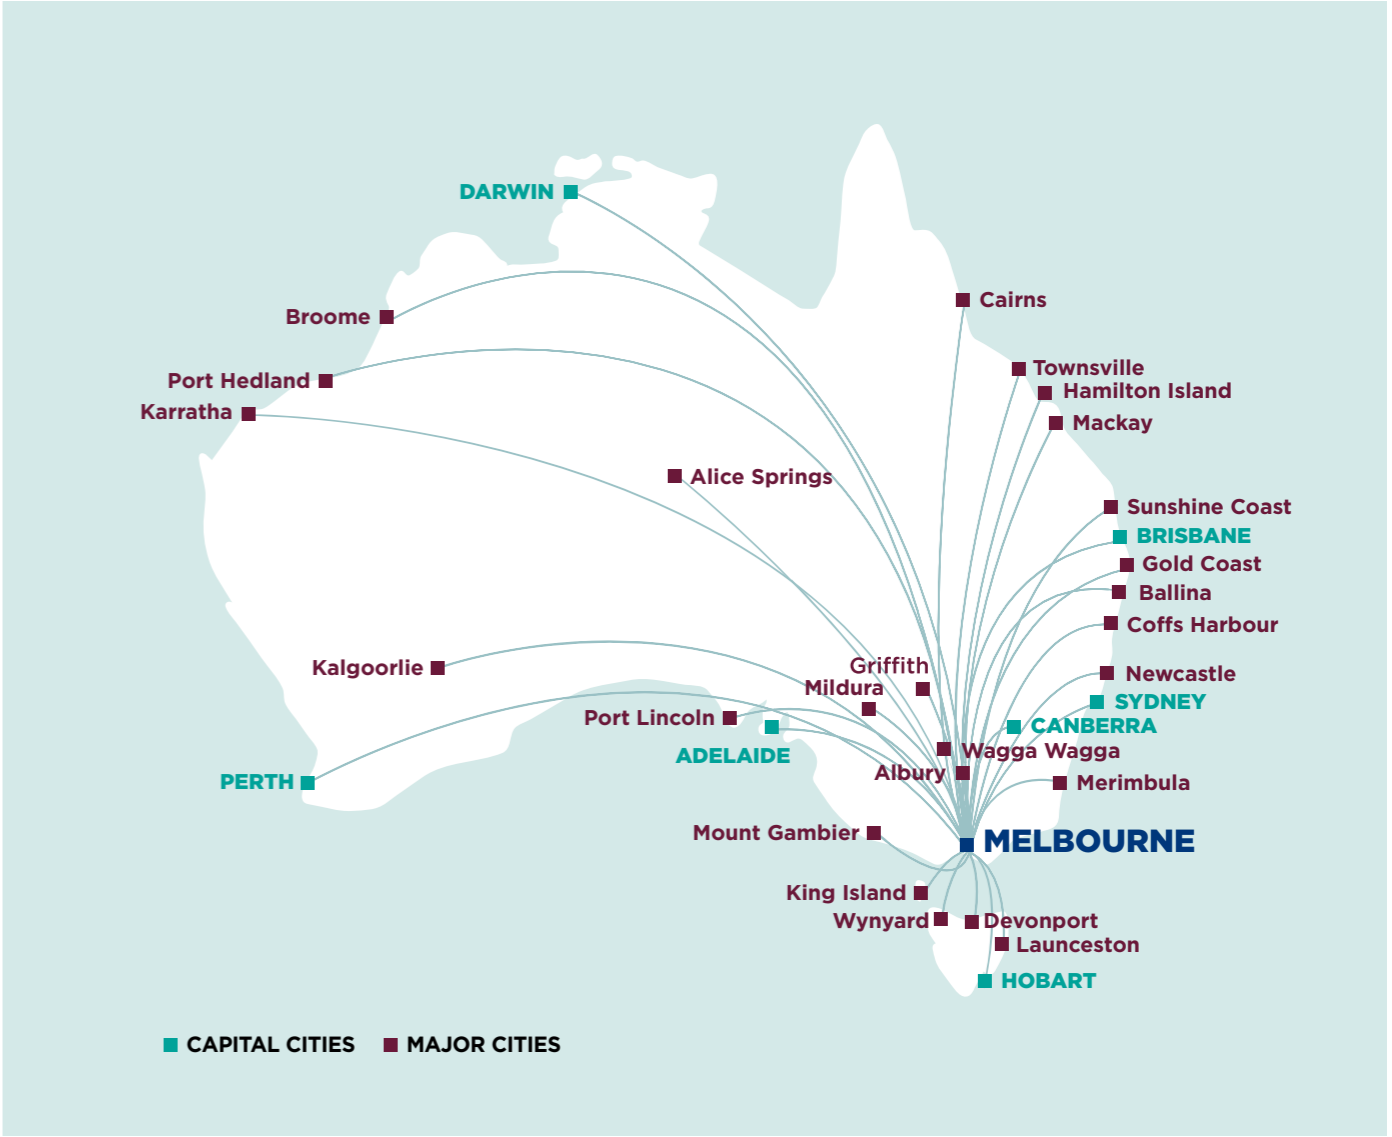 DARWIN
Cairns
Broome
Townsville
Port Hedland
Hamilton Island
Karratha
Mackay
Alice Springs
Sunshine Coast
BRISBANE
Gold Coast
Ballina
Coffs Harbour
Griffith
Kalgoorlie
Newcastle
Mildura
SYDNEY
Port Lincoln
CANBERRA
ADELAIDE
Wagga Wagga
Albury
PERTH
Merimbula
Mount Gambier
MELBOURNE
King Island
Wynyard
Devonport
Launceston
HOBART
CAPITAL CITIES
MAJOR CITIES